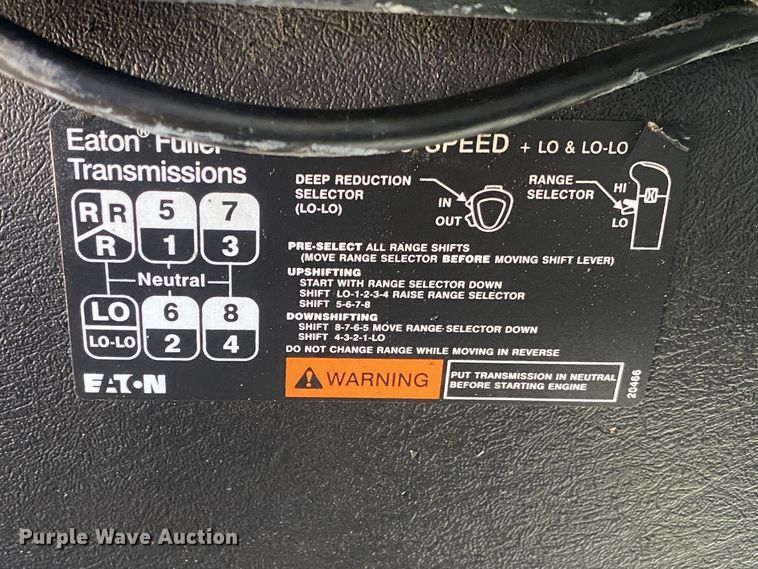 Eaton® Fuller
SPEED + LO & LO-LO
Transmissions
R R 5 7
R 1 3
Neutral
LO 6 8
LO-LO 2 4
EATON
DEEP REDUCTION
SELECTOR
(LO-LO)
IN
OUT
RANGE
SELECTOR
HI
LO
PRE-SELECT ALL RANGE SHIFTS
(MOVE RANGE SELECTOR BEFORE MOVING SHIFT LEVER)
UPSHIFTING
START WITH RANGE SELECTOR DOWN
SHIFT LO-1-2-3-4 RAISE RANGE SELECTOR
SHIFT 5-6-7-8
DOWNSHIFTING
SHIFT 8-7-6-5 MOVE RANGE SELECTOR DOWN
SHIFT 4-3-2-1-LO
DO NOT CHANGE RANGE WHILE MOVING IN REVERSE
WARNING
PUT TRANSMISSION IN NEUTRAL
BEFORE STARTING ENGINE
20466
Purple Wave Auction